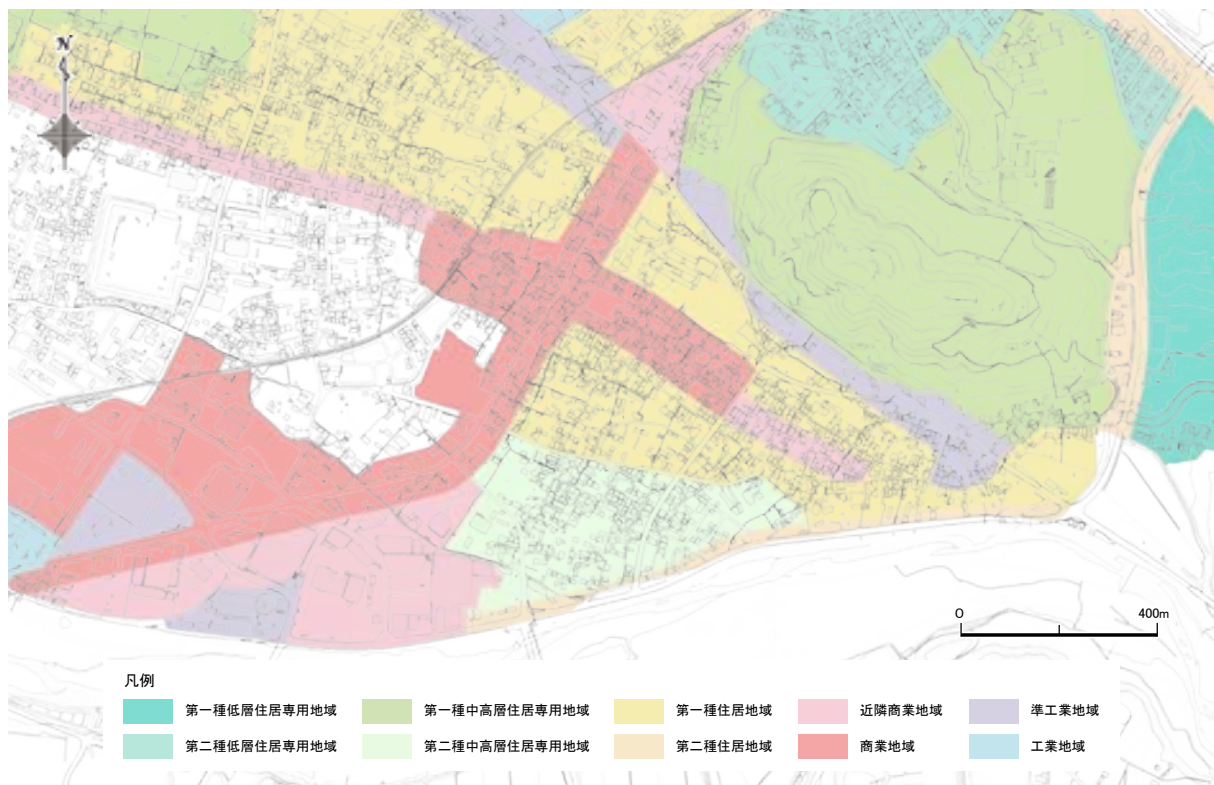 N
0 400m
凡例
第一種低層住居専用地域 第一種中高層住居専用地域 第一種住居地域 近隣商業地域 準工業地域
第二種低層住居専用地域 第二種中高層住居専用地域 第二種住居地域 商業地域 工業地域